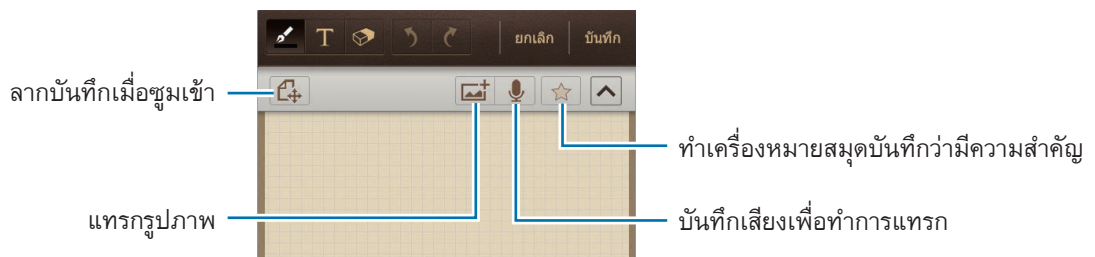 T ยกเลิก บันทึก
ลากบันทึกเมื่อซูมเข้า
ทำเครื่องหมายสมุดบันทึกว่ามีความสำคัญ
แทรกรูปภาพ
บันทึกเสียงเพื่อทำการแทรก